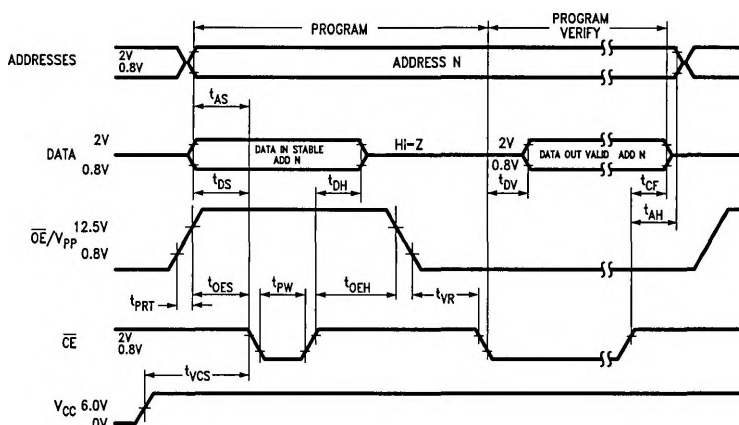 PROGRAM
PROGRAM
VERIFY
ADDRESSES
2V
0.8V
ADDRESS N
tAS
DATA
2V
0.8V
DATA IN STABLE
ADD N
Hi-Z
2V
0.8V
DATA OUT VALID ADD N
tDS
tDH
tDV
tCF
tAH
OE/VPP
12.5V
0.8V
tPRT
tOES
tPW
tOEH
tVR
CE
2V
0.8V
tVCS
VCC
6.0V
0V